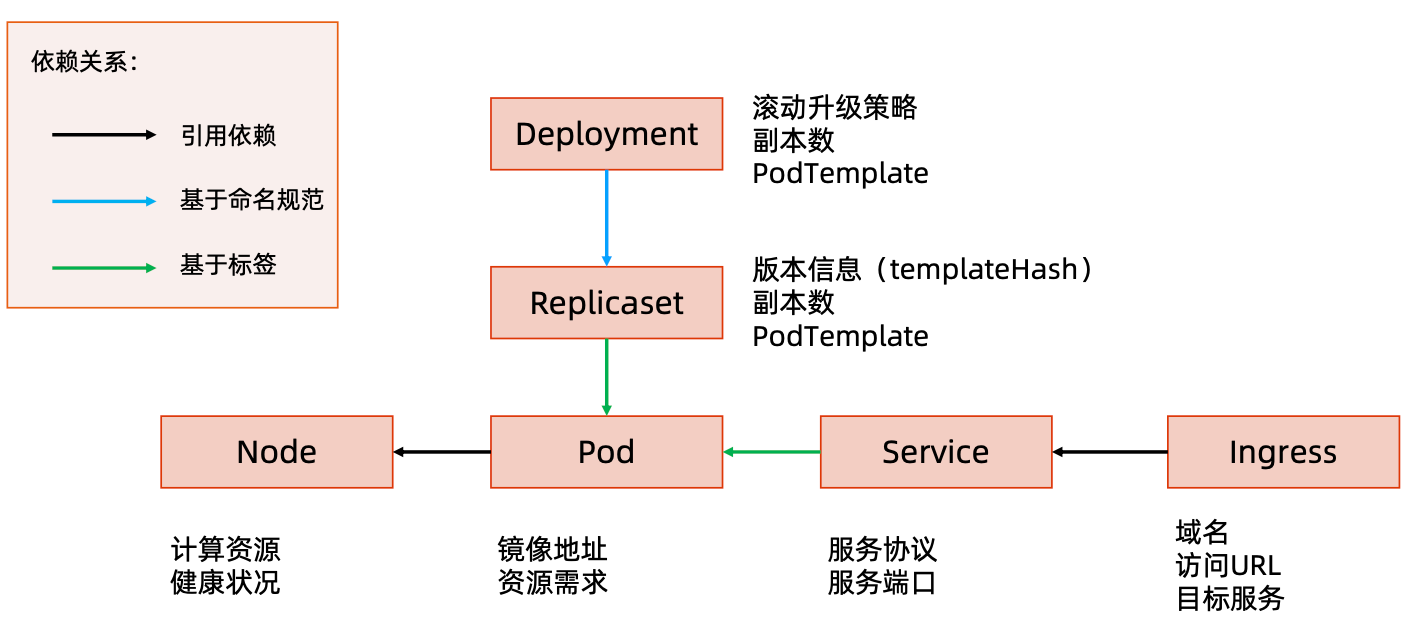 依赖关系：
引用依赖
基于命名规范
基于标签
Deployment
滚动升级策略
副本数
PodTemplate
Replicaset
版本信息（templateHash）
副本数
PodTemplate
Node
Pod
Service
Ingress
计算资源
健康状况
镜像地址
资源需求
服务协议
服务端口
域名
访问URL
目标服务